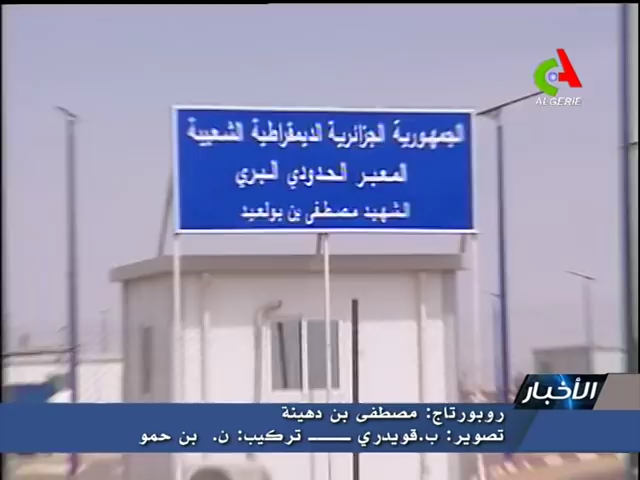 ALGERIE
الجمهورية الجزائرية الديمقراطية الشعبية
المعبر الحدودي البري
الشهيد مصطفى بن بولعيد
الأخبار
روبورتاج: مصطفى بن دهينة
تصوير: ب.قويدري ـــــ تركيب: ن. بن حمو